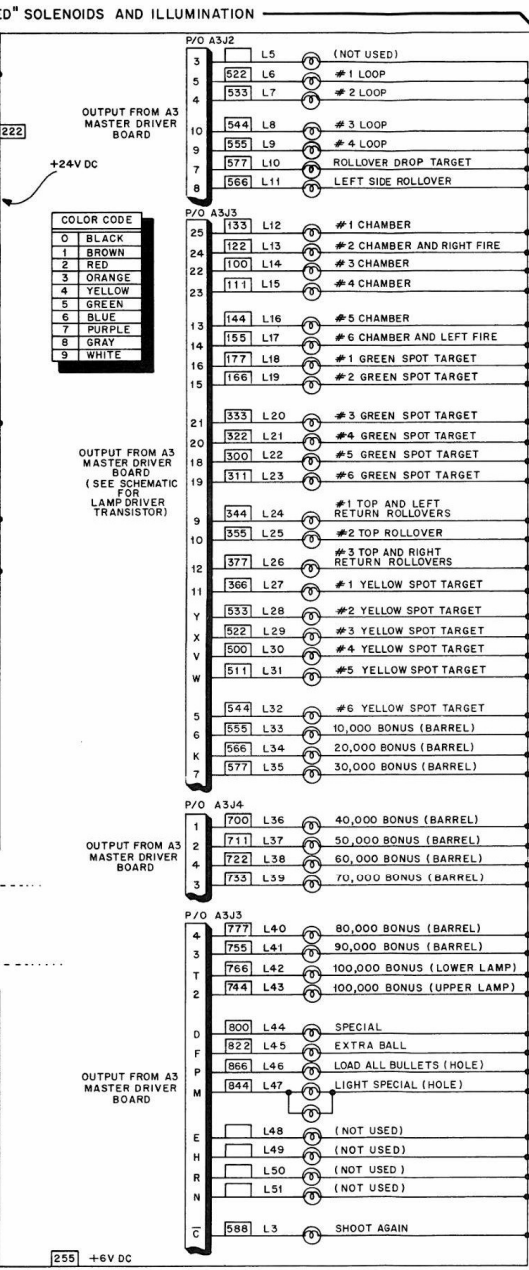 ED" SOLENOIDS AND ILLUMINATION
P/O A3J2
3 L5 (NOT USED)
5 522 L6 #1 LOOP
4 533 L7 #2 LOOP
OUTPUT FROM A3
MASTER DRIVER
BOARD
222
10 544 L8 #3 LOOP
9 555 L9 #4 LOOP
7 577 L10 ROLLOVER DROP TARGET
8 566 L11 LEFT SIDE ROLLOVER
+24V DC
COLOR CODE
0 BLACK
1 BROWN
2 RED
3 ORANGE
4 YELLOW
5 GREEN
6 BLUE
7 PURPLE
8 GRAY
9 WHITE
P/O A3J3
25 133 L12 #1 CHAMBER
24 122 L13 #2 CHAMBER AND RIGHT FIRE
22 100 L14 #3 CHAMBER
23 111 L15 #4 CHAMBER
13 144 L16 #5 CHAMBER
14 155 L17 #6 CHAMBER AND LEFT FIRE
16 177 L18 #1 GREEN SPOT TARGET
15 166 L19 #2 GREEN SPOT TARGET
21 333 L20 #3 GREEN SPOT TARGET
20 322 L21 #4 GREEN SPOT TARGET
18 300 L22 #5 GREEN SPOT TARGET
19 311 L23 #6 GREEN SPOT TARGET
OUTPUT FROM A3
MASTER DRIVER
BOARD
(SEE SCHEMATIC
FOR
LAMP DRIVER
TRANSISTOR)
#1 TOP AND LEFT
9 344 L24 RETURN ROLLOVERS
10 355 L25 #2 TOP ROLLOVER
#3 TOP AND RIGHT
12 377 L26 RETURN ROLLOVERS
11 366 L27 #1 YELLOW SPOT TARGET
Y 533 L28 #2 YELLOW SPOT TARGET
X 522 L29 #3 YELLOW SPOT TARGET
V 500 L30 #4 YELLOW SPOT TARGET
W 511 L31 #5 YELLOW SPOT TARGET
5 544 L32 #6 YELLOW SPOT TARGET
6 555 L33 10,000 BONUS (BARREL)
K 566 L34 20,000 BONUS (BARREL)
7 577 L35 30,000 BONUS (BARREL)
P/O A3J4
1 700 L36 40,000 BONUS (BARREL)
2 711 L37 50,000 BONUS (BARREL)
4 722 L38 60,000 BONUS (BARREL)
3 733 L39 70,000 BONUS (BARREL)
OUTPUT FROM A3
MASTER DRIVER
BOARD
P/O A3J3
4 777 L40 80,000 BONUS (BARREL)
3 755 L41 90,000 BONUS (BARREL)
T 766 L42 100,000 BONUS (LOWER LAMP)
2 744 L43 100,000 BONUS (UPPER LAMP)
D 800 L44 SPECIAL
F 822 L45 EXTRA BALL
P 866 L46 LOAD ALL BULLETS (HOLE)
M 844 L47 LIGHT SPECIAL (HOLE)
OUTPUT FROM A3
MASTER DRIVER
BOARD
E L48 (NOT USED)
H L49 (NOT USED)
R L50 (NOT USED)
N L51 (NOT USED)
C̅ 588 L3 SHOOT AGAIN
255 +6V DC